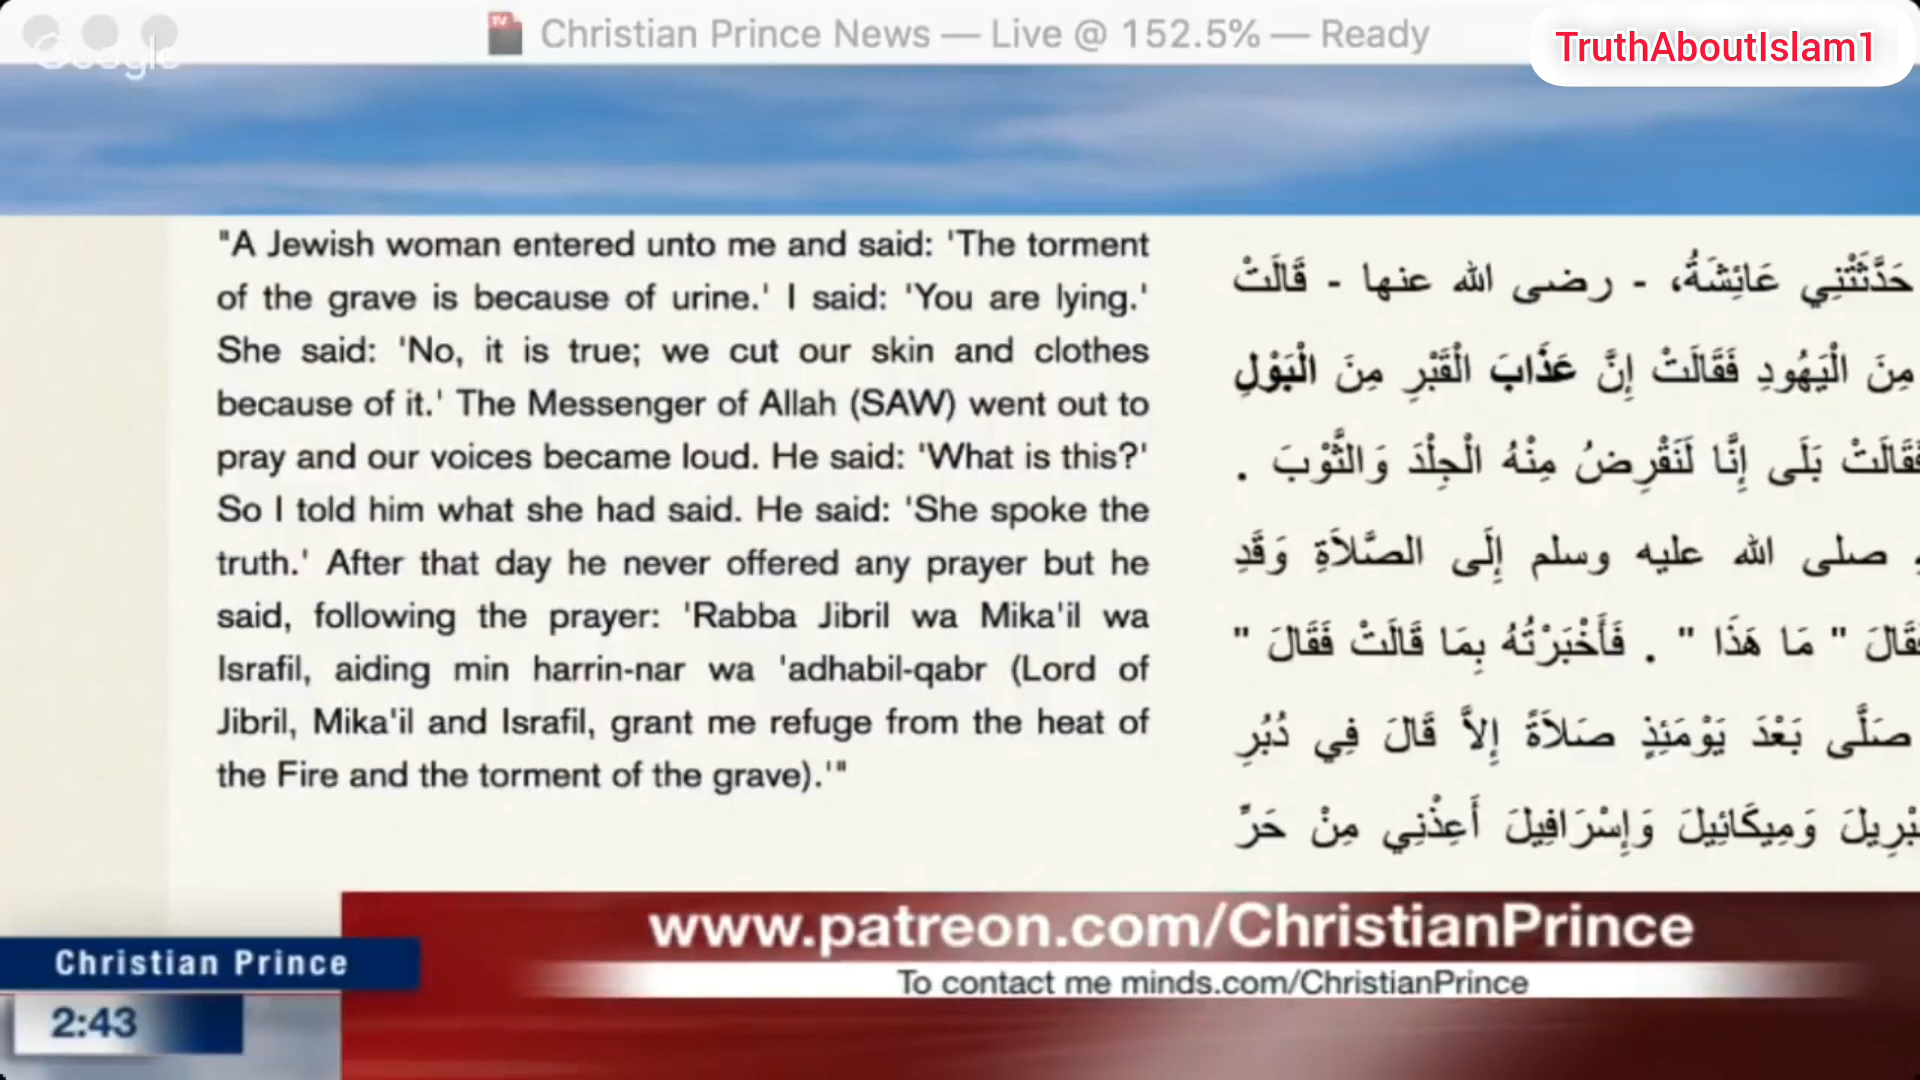 Google
Christian Prince News — Live @ 152.5% — Ready
TruthAboutIslam1
"A Jewish woman entered unto me and said: 'The torment
of the grave is because of urine.' I said: 'You are lying.'
She said: 'No, it is true; we cut our skin and clothes
because of it.' The Messenger of Allah (SAW) went out to
pray and our voices became loud. He said: 'What is this?'
So I told him what she had said. He said: 'She spoke the
truth.' After that day he never offered any prayer but he
said, following the prayer: 'Rabba Jibril wa Mika'il wa
Israfil, aiding min harrin-nar wa 'adhabil-qabr (Lord of
Jibril, Mika'il and Israfil, grant me refuge from the heat of
the Fire and the torment of the grave).'"
حَدَّثَتْنِي عَائِشَةُ، - رضى الله عنها - قَالَتْ
مِنَ الْيَهُودِ فَقَالَتْ إِنَّ عَذَابَ الْقَبْرِ مِنَ الْبَوْلِ
فَقَالَتْ بَلَى إِنَّا لَنَقْرِضُ مِنْهُ الْجِلْدَ وَالثَّوْبَ .
صلى الله عليه وسلم إِلَى الصَّلاَةِ وَقَدِ
فَقَالَ " مَا هَذَا " . فَأَخْبَرْتُهُ بِمَا قَالَتْ فَقَالَ "
صَلَّى بَعْدَ يَوْمَئِذٍ صَلاَةً إِلاَّ قَالَ فِي دُبُرِ
وَمِيكَائِيلَ وَإِسْرَافِيلَ أَعِذْنِي مِنْ حَرِّ
www.patreon.com/ChristianPrince
To contact me minds.com/ChristianPrince
Christian Prince
2:43